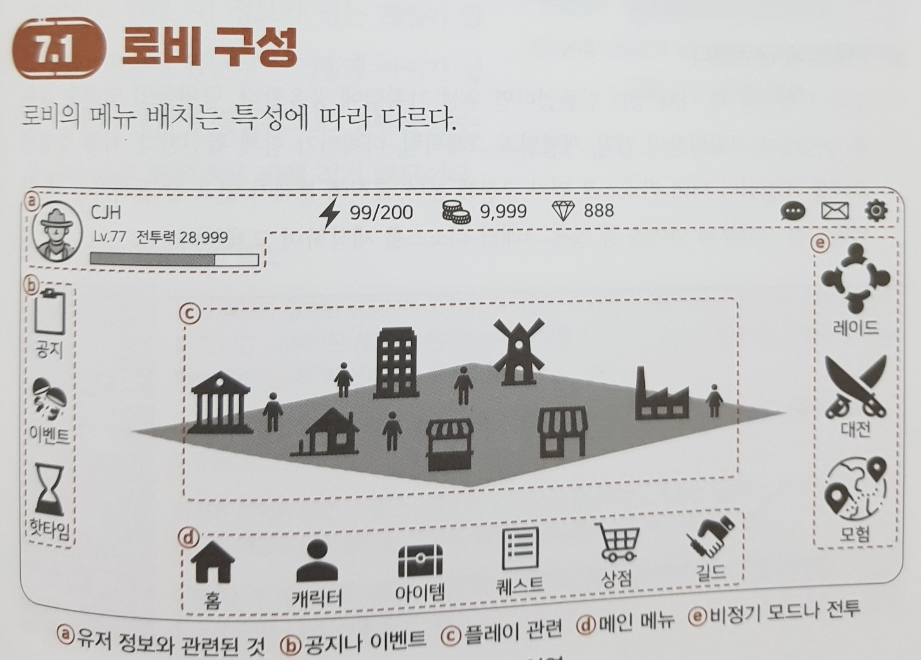 7.1 로비 구성
로비의 메뉴 배치는 특성에 따라 다르다.
ⓐ
CJH
99/200 9,999 888
Lv.77 전투력 28,999
ⓑ
공지
이벤트
핫타임
ⓒ
ⓔ
레이드
대전
모험
ⓓ
홈 캐릭터 아이템 퀘스트 상점 길드
ⓐ유저 정보와 관련된 것 ⓑ공지나 이벤트 ⓒ플레이 관련 ⓓ메인 메뉴 ⓔ비정기 모드나 전투